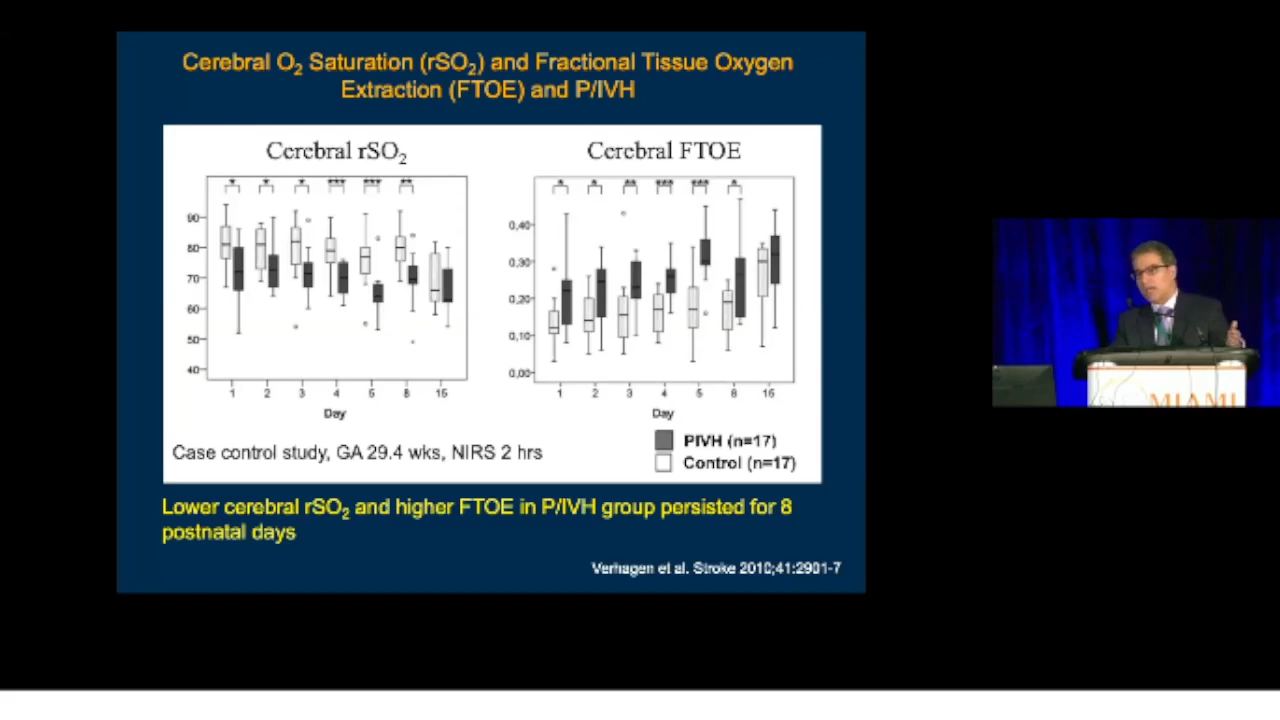 Cerebral O₂ Saturation (rSO₂) and Fractional Tissue Oxygen
Extraction (FTOE) and P/IVH
Cerebral rSO₂
* * * *** *** **
90
80
70
60
50
40
1 2 3 4 5 8 15
Day
Cerebral FTOE
* * ** *** *** *
0,40
0,30
0,20
0,10
0,00
1 2 3 4 5 8 15
Day
Case control study, GA 29.4 wks, NIRS 2 hrs
PIVH (n=17)
Control (n=17)
Lower cerebral rSO₂ and higher FTOE in P/IVH group persisted for 8
postnatal days
Verhagen et al. Stroke 2010;41:2901-7
MIAMI